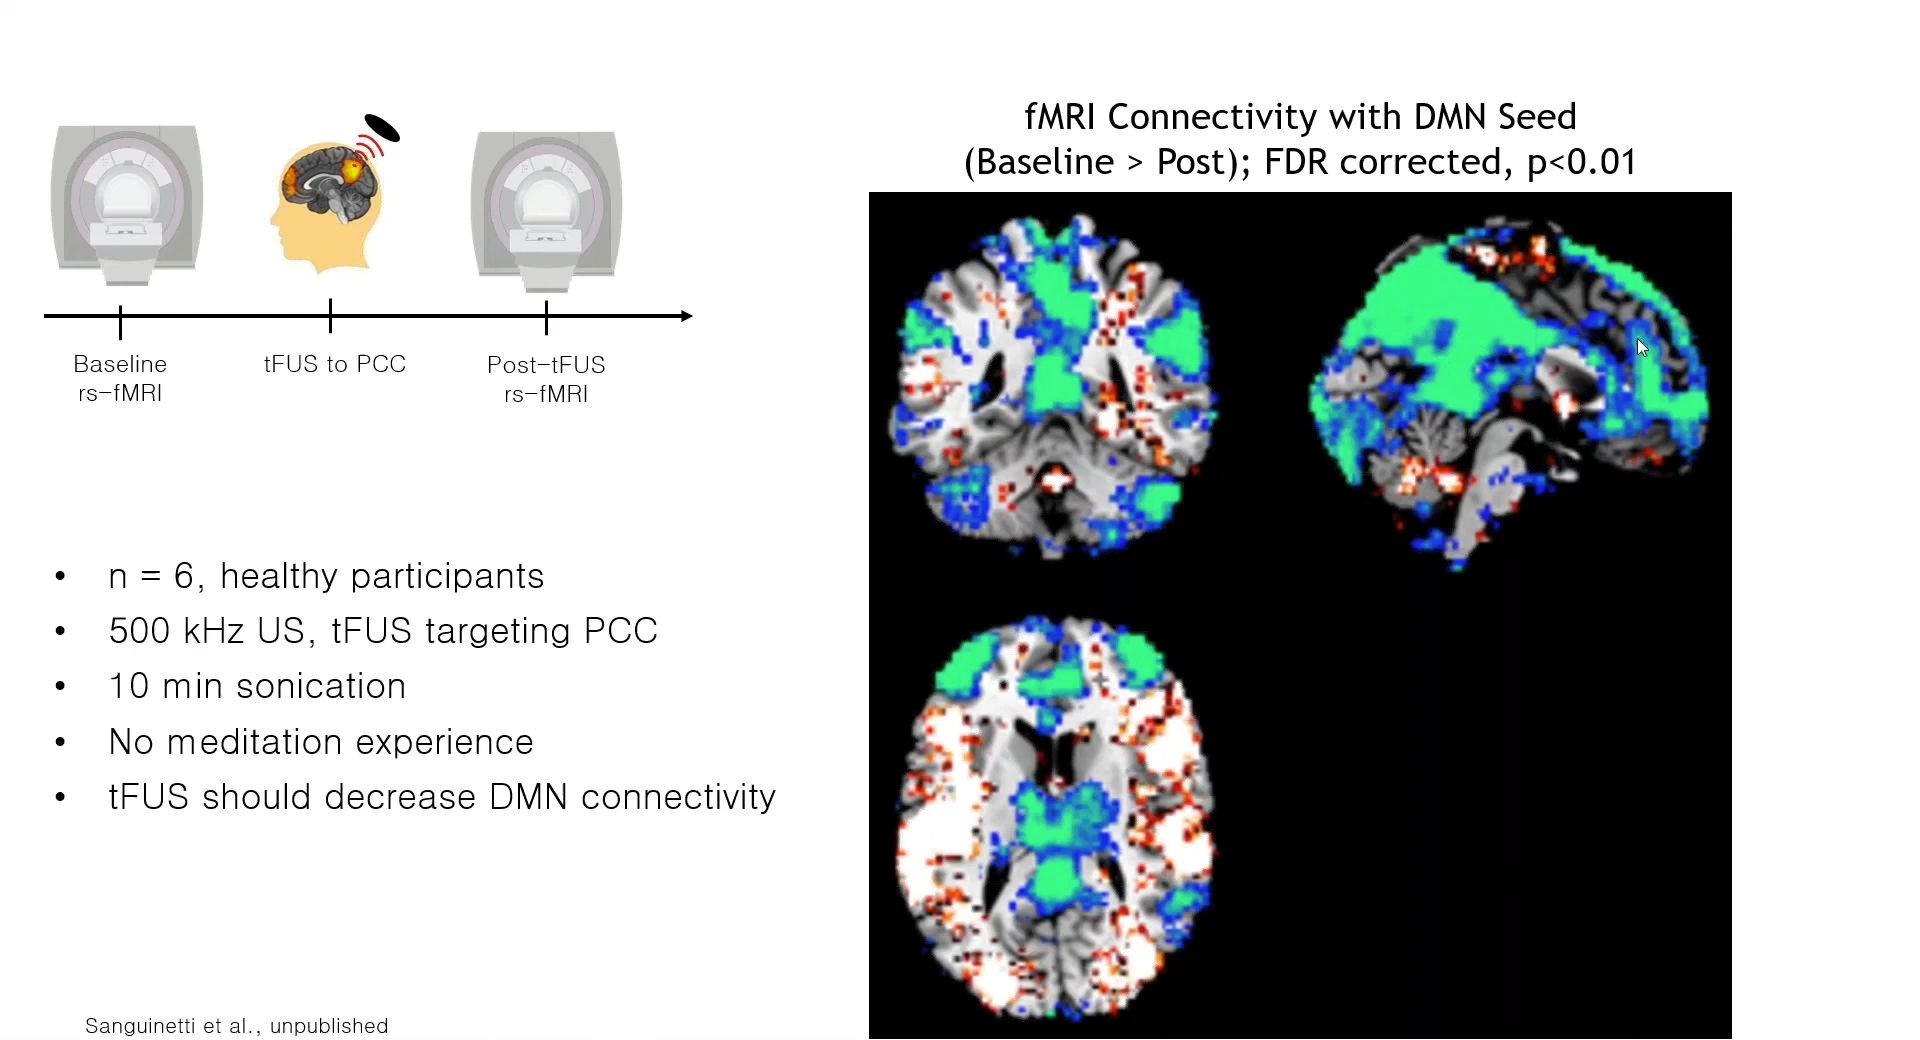 fMRI Connectivity with DMN Seed
(Baseline > Post); FDR corrected, p<0.01
Baseline
rs-fMRI
tFUS to PCC
Post-tFUS
rs-fMRI
• n = 6, healthy participants
• 500 kHz US, tFUS targeting PCC
• 10 min sonication
• No meditation experience
• tFUS should decrease DMN connectivity
Sanguinetti et al., unpublished